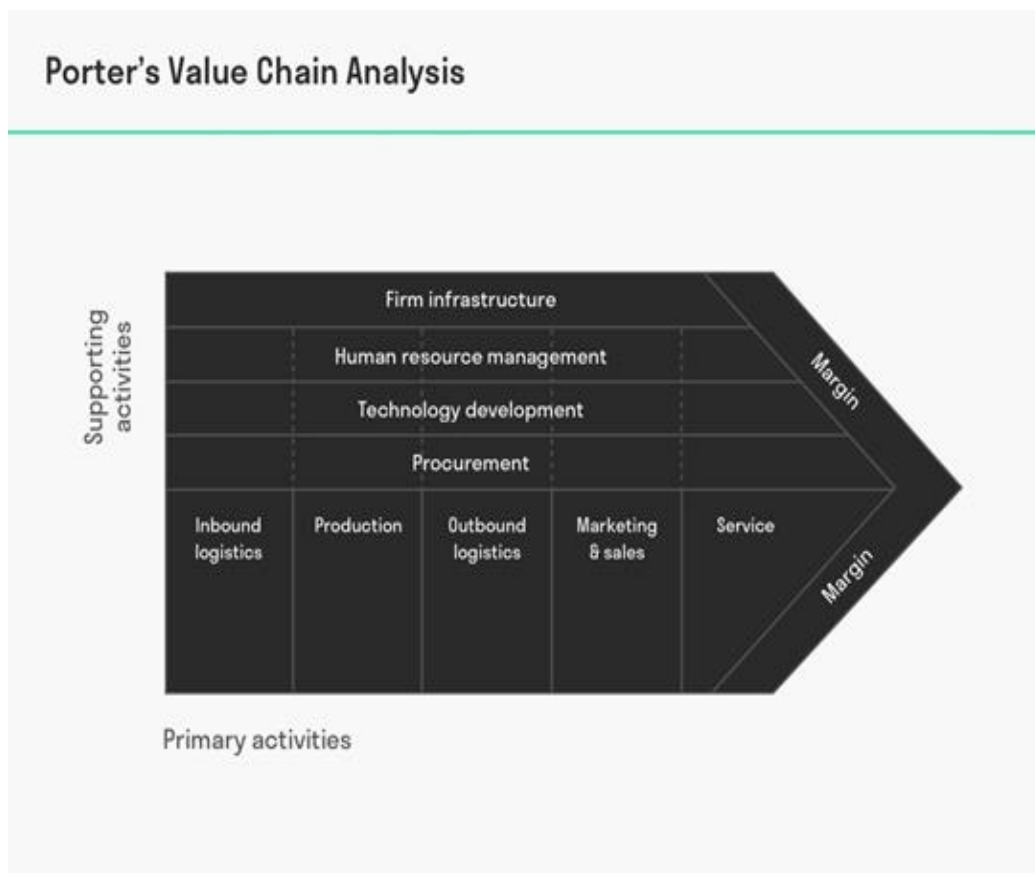 Porter's Value Chain Analysis
Supporting
activities
Firm infrastructure
Human resource management
Technology development
Procurement
Margin
Inbound
logistics
Production
Outbound
logistics
Marketing
& sales
Service
Margin
Primary activities